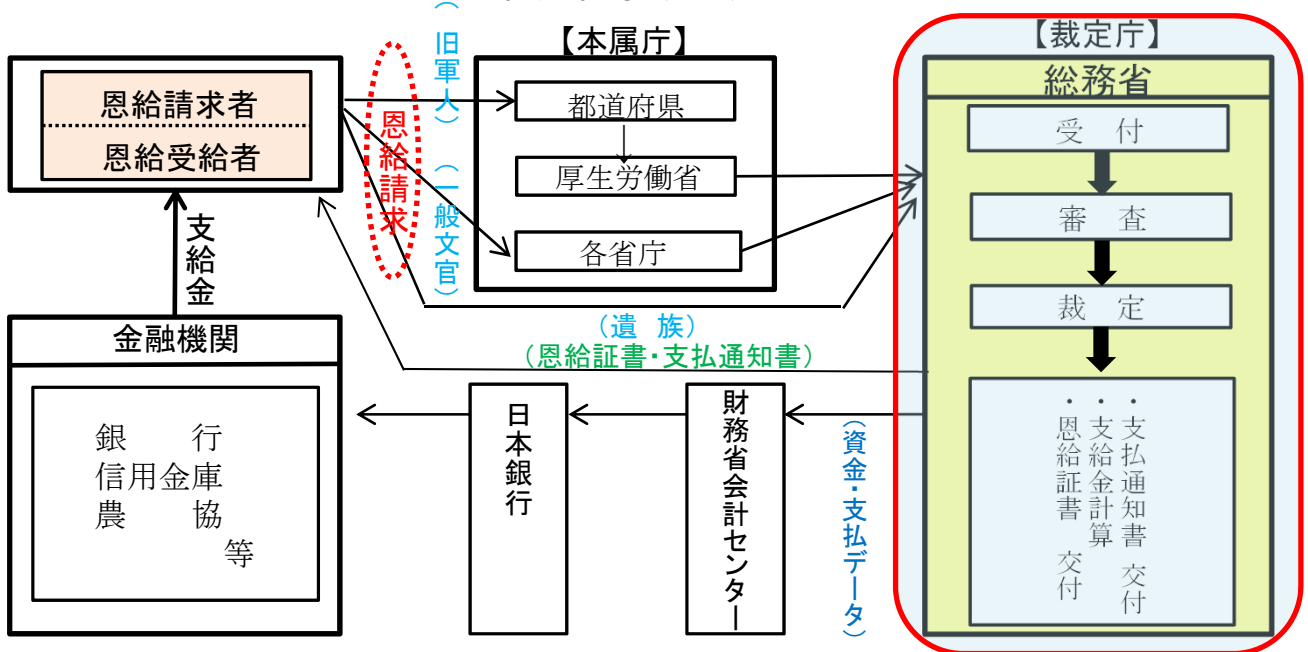 恩給請求者
恩給受給者
支給金
金融機関
銀　行
信用金庫
農　協
等
恩給請求
（旧軍人）
（一般文官）
【本属庁】
都道府県
厚生労働省
各省庁
（遺　族）
（恩給証書・支払通知書）
日本銀行
財務省会計センター
（資金・支払データ）
【裁定庁】
総務省
受　付
審　査
裁　定
・支払通知書　交付
・支給金計算
・恩給証書　交付